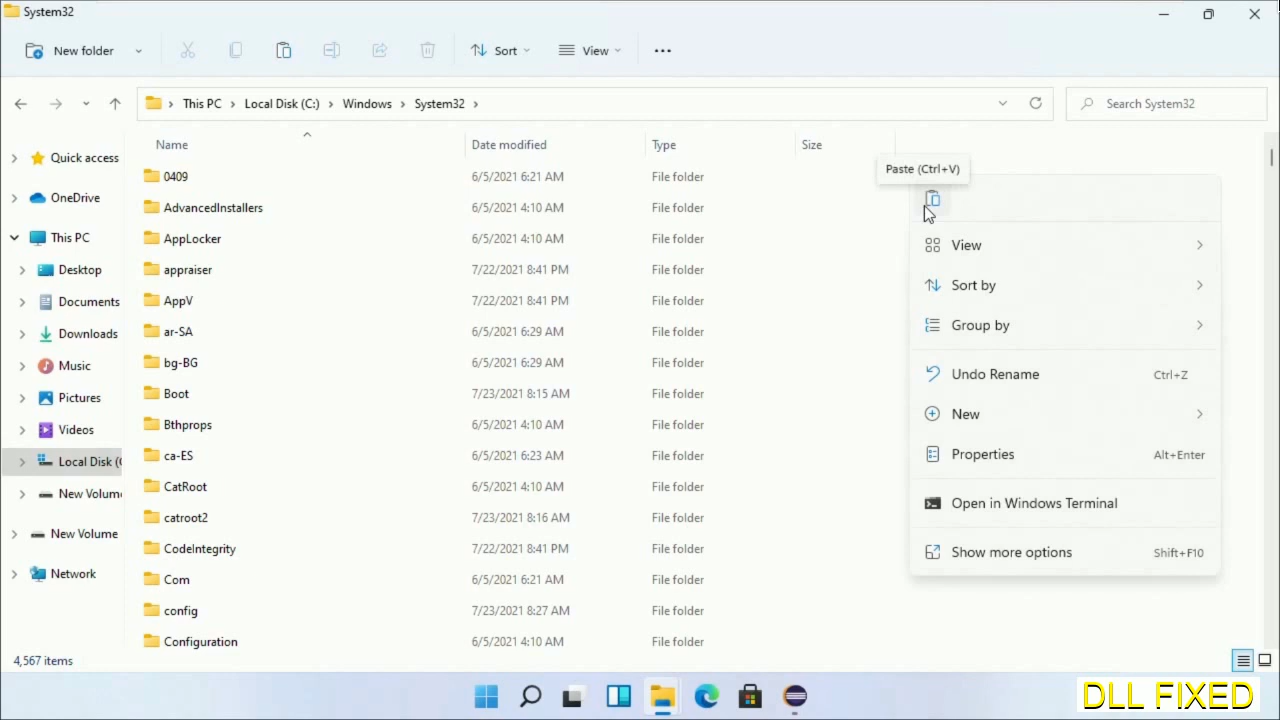 System32
New folder
Sort
View
This PC
Local Disk (C:)
Windows
System32
Search System32
Name
Date modified
Type
Size
Quick access
OneDrive
This PC
Desktop
Documents
Downloads
Music
Pictures
Videos
Local Disk (
New Volum
New Volume
Network
0409 6/5/2021 6:21 AM File folder
AdvancedInstallers 6/5/2021 4:10 AM File folder
AppLocker 6/5/2021 4:10 AM File folder
appraiser 7/22/2021 8:41 PM File folder
AppV 7/22/2021 8:41 PM File folder
ar-SA 6/5/2021 6:29 AM File folder
bg-BG 6/5/2021 6:29 AM File folder
Boot 7/23/2021 8:15 AM File folder
Bthprops 6/5/2021 4:10 AM File folder
ca-ES 6/5/2021 6:23 AM File folder
CatRoot 6/5/2021 4:10 AM File folder
catroot2 7/23/2021 8:16 AM File folder
CodeIntegrity 7/22/2021 8:41 PM File folder
Com 6/5/2021 6:21 AM File folder
config 7/23/2021 8:27 AM File folder
Configuration 6/5/2021 4:10 AM File folder
Paste (Ctrl+V)
View
Sort by
Group by
Undo Rename Ctrl+Z
New
Properties Alt+Enter
Open in Windows Terminal
Show more options Shift+F10
4,567 items
DLL FIXED